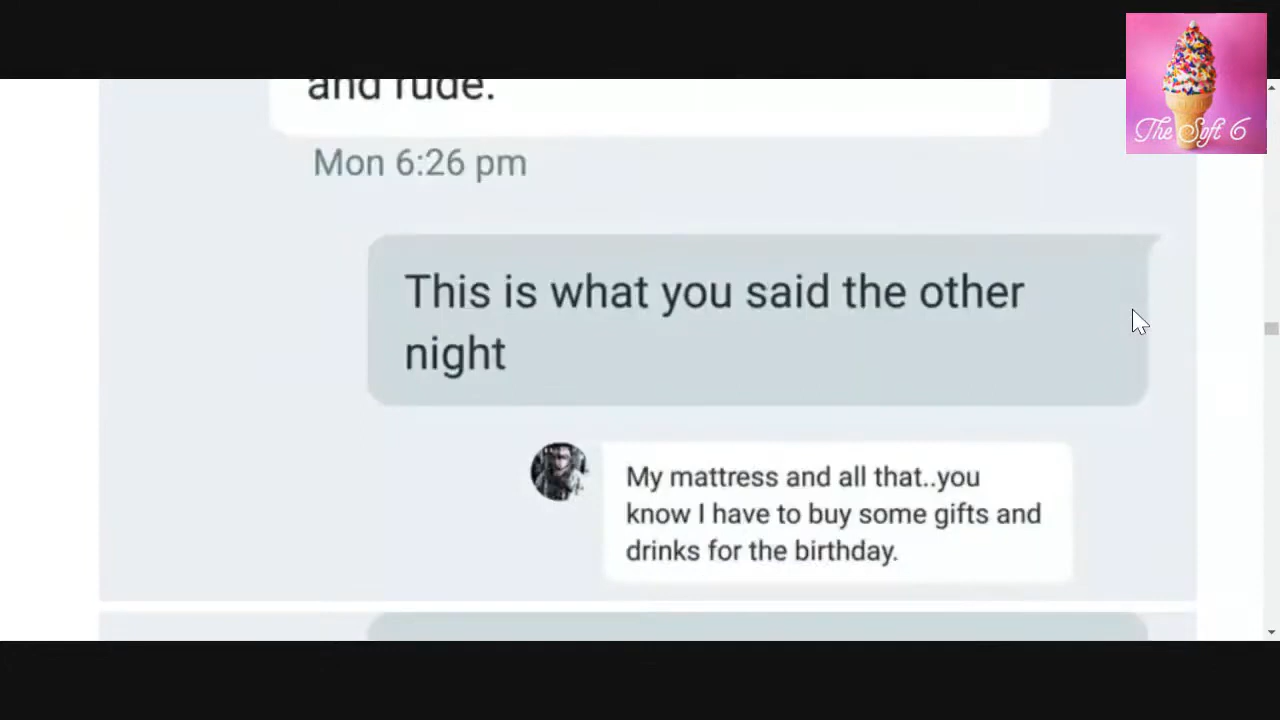 The Soft 6
and rude.
Mon 6:26 pm
This is what you said the other
night
My mattress and all that..you
know I have to buy some gifts and
drinks for the birthday.